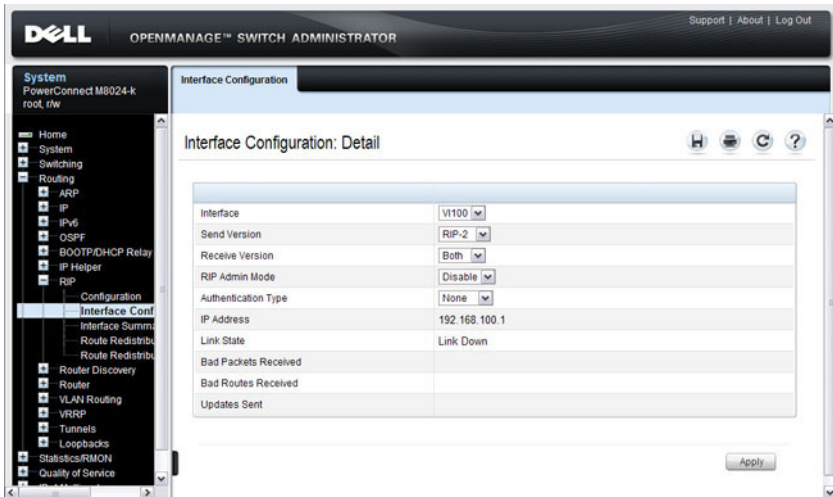 Support | About | Log Out
DELL
OPENMANAGE™ SWITCH ADMINISTRATOR
System
PowerConnect M8024-k
root, r/w
Interface Configuration
Home
System
Switching
Routing
ARP
IP
IPv6
OSPF
BOOTP/DHCP Relay
IP Helper
RIP
Configuration
Interface Conf
Interface Summa
Route Redistribu
Route Redistribu
Router Discovery
Router
VLAN Routing
VRRP
Tunnels
Loopbacks
Statistics/RMON
Quality of Service
Interface Configuration: Detail
Interface Vl100
Send Version RIP-2
Receive Version Both
RIP Admin Mode Disable
Authentication Type None
IP Address 192.168.100.1
Link State Link Down
Bad Packets Received
Bad Routes Received
Updates Sent
Apply